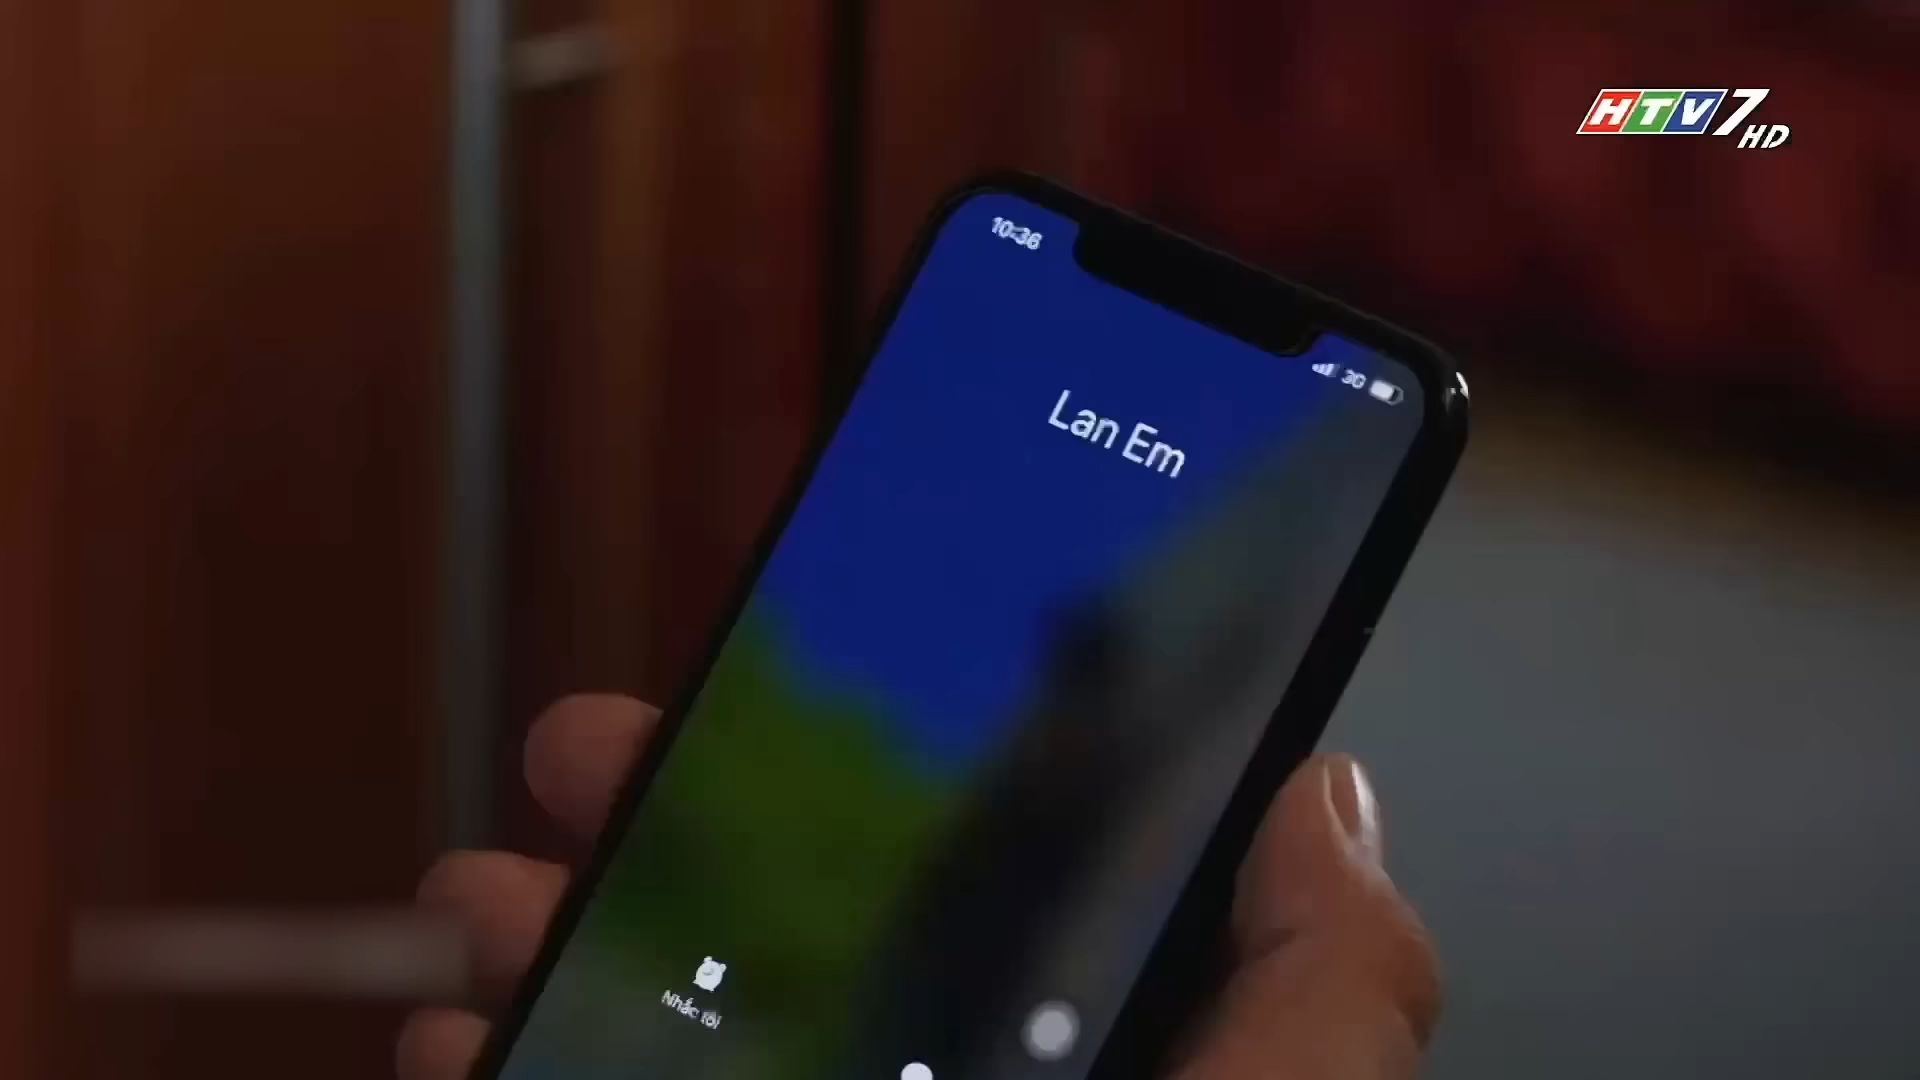 HTV7
HD
10:36
3G
Lan Em
Nhắc tôi